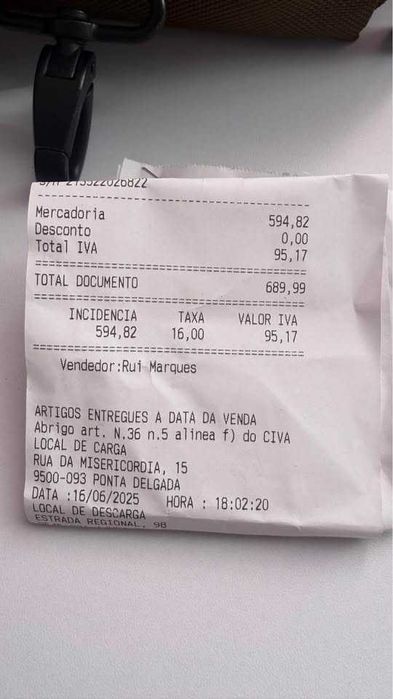 S/N 213522026822
Mercadoria 594,82
Desconto 0,00
Total IVA 95,17
TOTAL DOCUMENTO 689,99
INCIDENCIA TAXA VALOR IVA
594,82 16,00 95,17
Vendedor:Rui Marques
ARTIGOS ENTREGUES A DATA DA VENDA
Abrigo art. N.36 n.5 alinea f) do CIVA
LOCAL DE CARGA
RUA DA MISERICORDIA, 15
9500-093 PONTA DELGADA
DATA :16/06/2025 HORA : 18:02:20
LOCAL DE DESCARGA
ESTRADA REGIONAL, 98